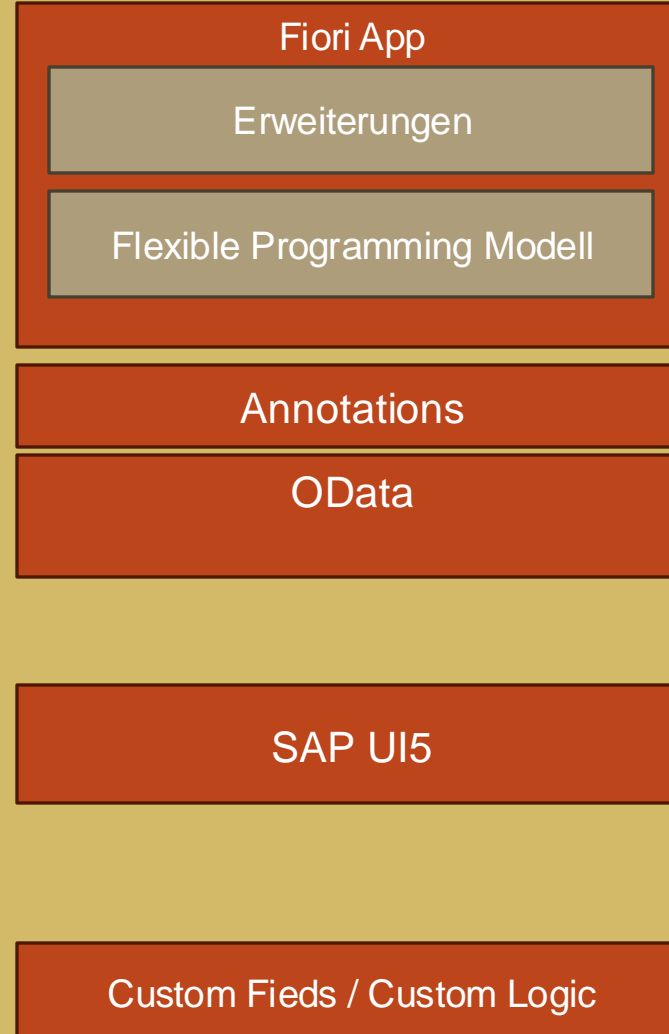 Fiori App
Erweiterungen
Flexible Programming Modell
Annotations
OData
SAP UI5
Custom Fieds / Custom Logic